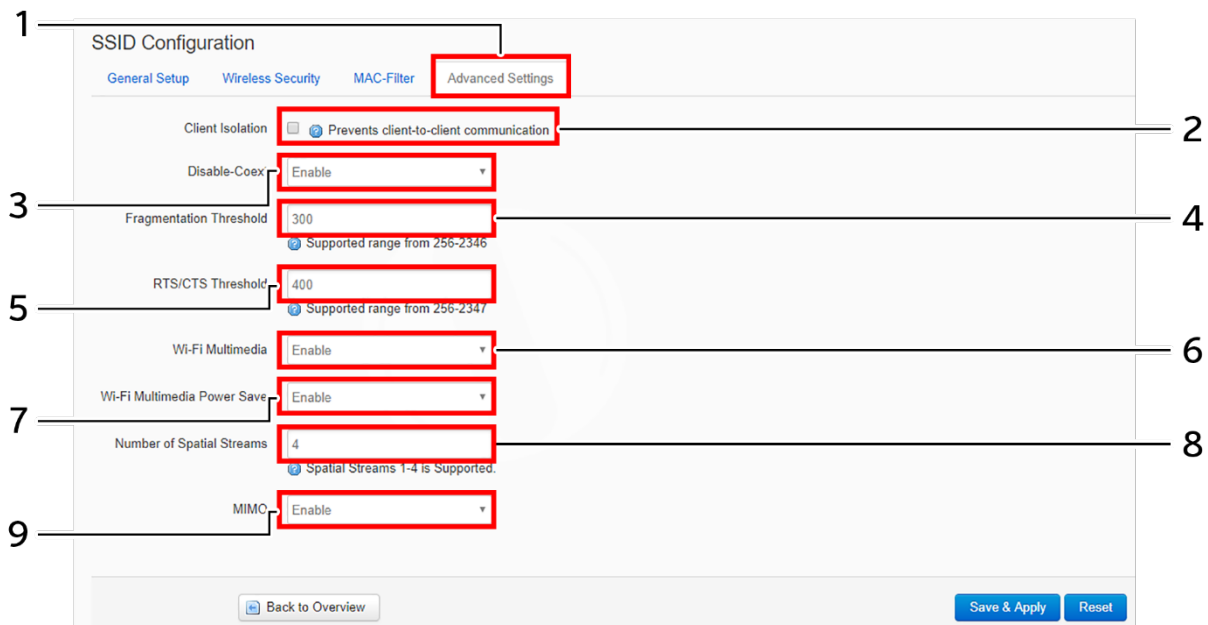 1
SSID Configuration
General Setup Wireless Security MAC-Filter Advanced Settings
Client Isolation Prevents client-to-client communication 2
Disable-Coex Enable
3
Fragmentation Threshold 300 4
Supported range from 256-2346
RTS/CTS Threshold 400
5 Supported range from 256-2347
Wi-Fi Multimedia Enable 6
Wi-Fi Multimedia Power Save Enable
7
Number of Spatial Streams 4 8
Spatial Streams 1-4 is Supported.
MIMO Enable
9
Back to Overview Save & Apply Reset